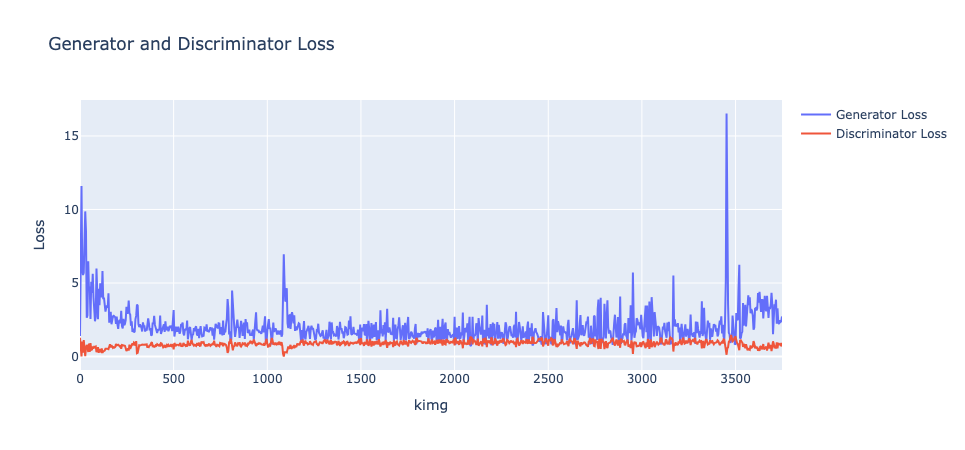 Generator and Discriminator Loss
Generator Loss
Discriminator Loss
15
10
5
0
Loss
0
500
1000
1500
2000
2500
3000
3500
kimg